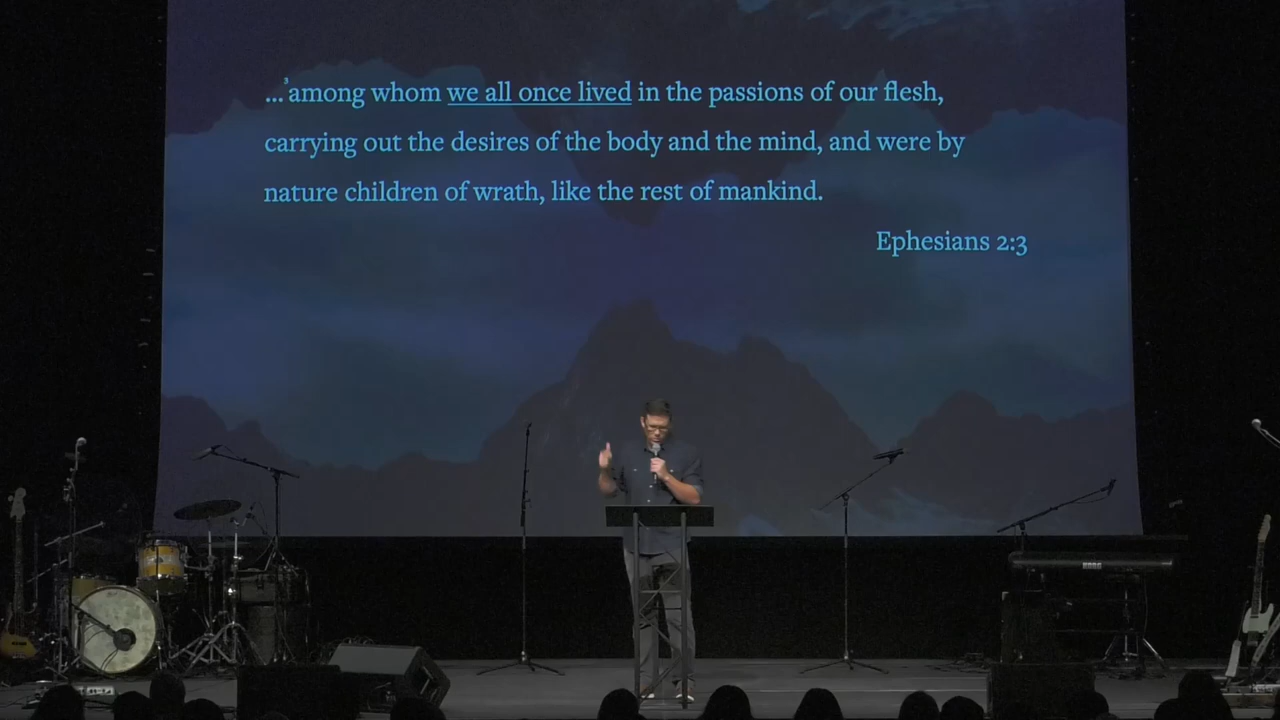 ...³among whom we all once lived in the passions of our flesh,
carrying out the desires of the body and the mind, and were by
nature children of wrath, like the rest of mankind.
Ephesians 2:3
KORG